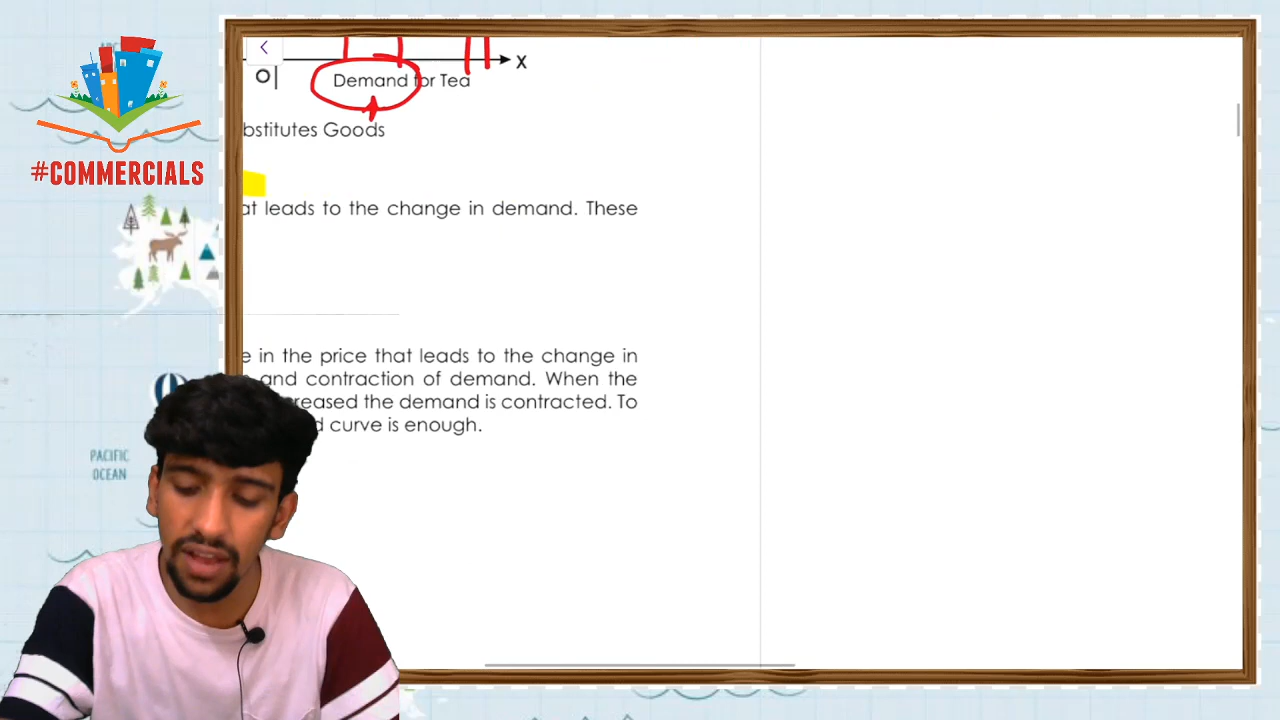 #COMMERCIALS
X
O
Demand for Tea
bstitutes Goods
at leads to the change in demand. These
e in the price that leads to the change in
and contraction of demand. When the
reased the demand is contracted. To
d curve is enough.
PACIFIC
OCEAN